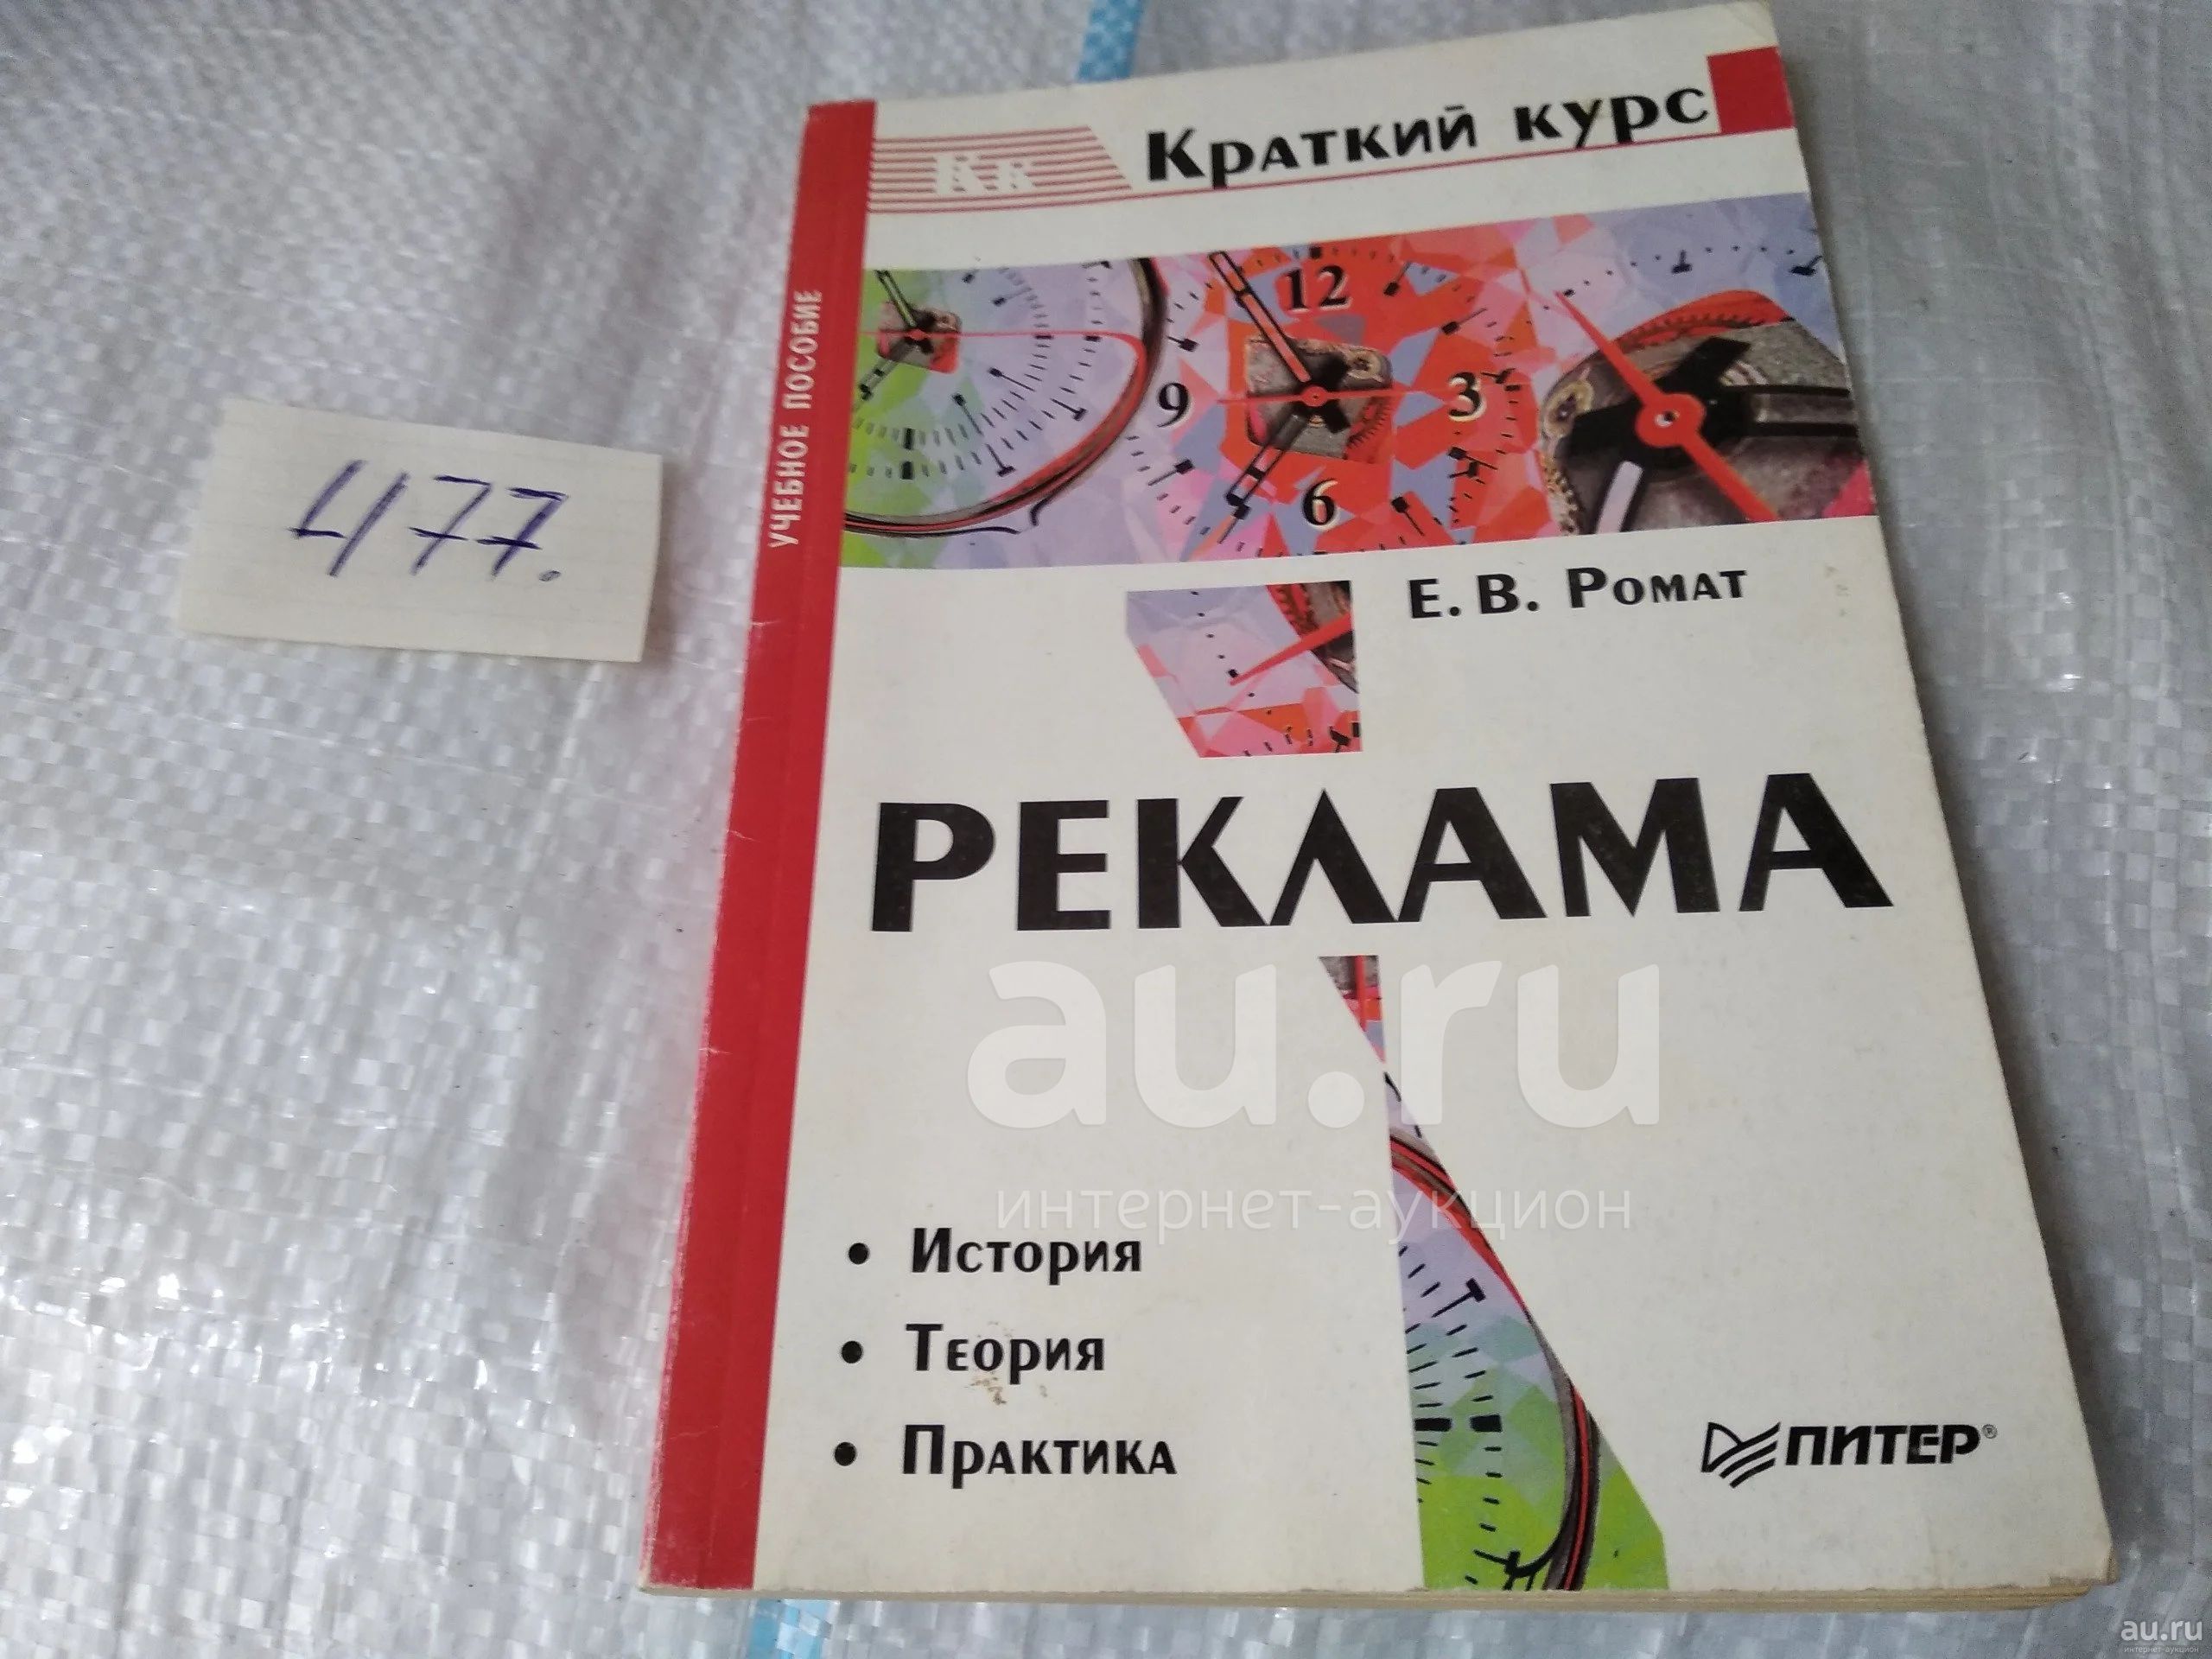 Краткий курс
Кк
УЧЕБНОЕ ПОСОБИЕ
12
9
3
6
477.
Е. В. Ромат
РЕКЛАМА
au.ru
интернет-аукцион
• История
• Теория
• Практика
ПИТЕР®
au.ru
интернет-аукцион